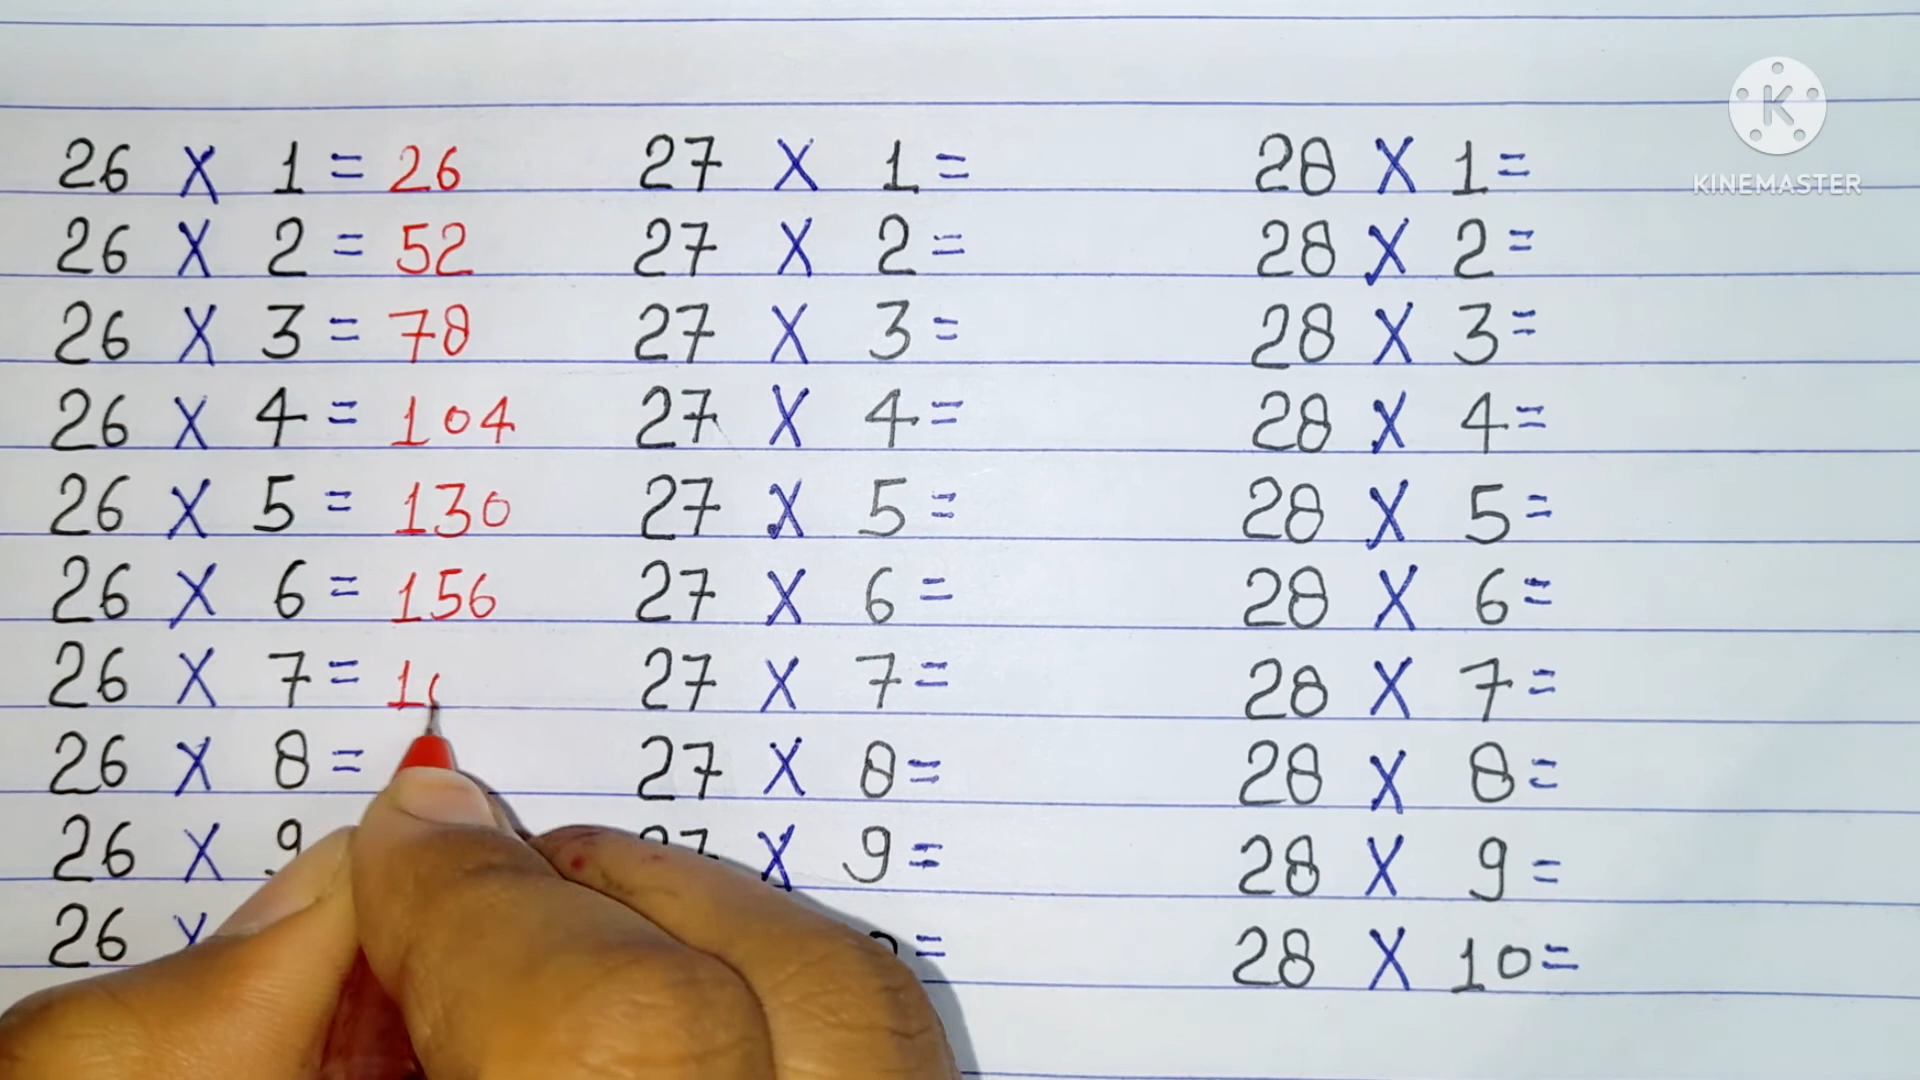 26 X 1 = 26 27 X 1 = 28 X 1 =
KINEMASTER
26 X 2 = 52 27 X 2 = 28 X 2 =
26 X 3 = 78 27 X 3 = 28 X 3 =
26 X 4 = 104 27 X 4 = 28 X 4 =
26 X 5 = 130 27 X 5 = 28 X 5 =
26 X 6 = 156 27 X 6 = 28 X 6 =
26 X 7 = 1 27 X 7 = 28 X 7 =
26 X 8 = 27 X 8 = 28 X 8 =
26 X 9 27 X 9 = 28 X 9 =
26 X = 28 X 10 =